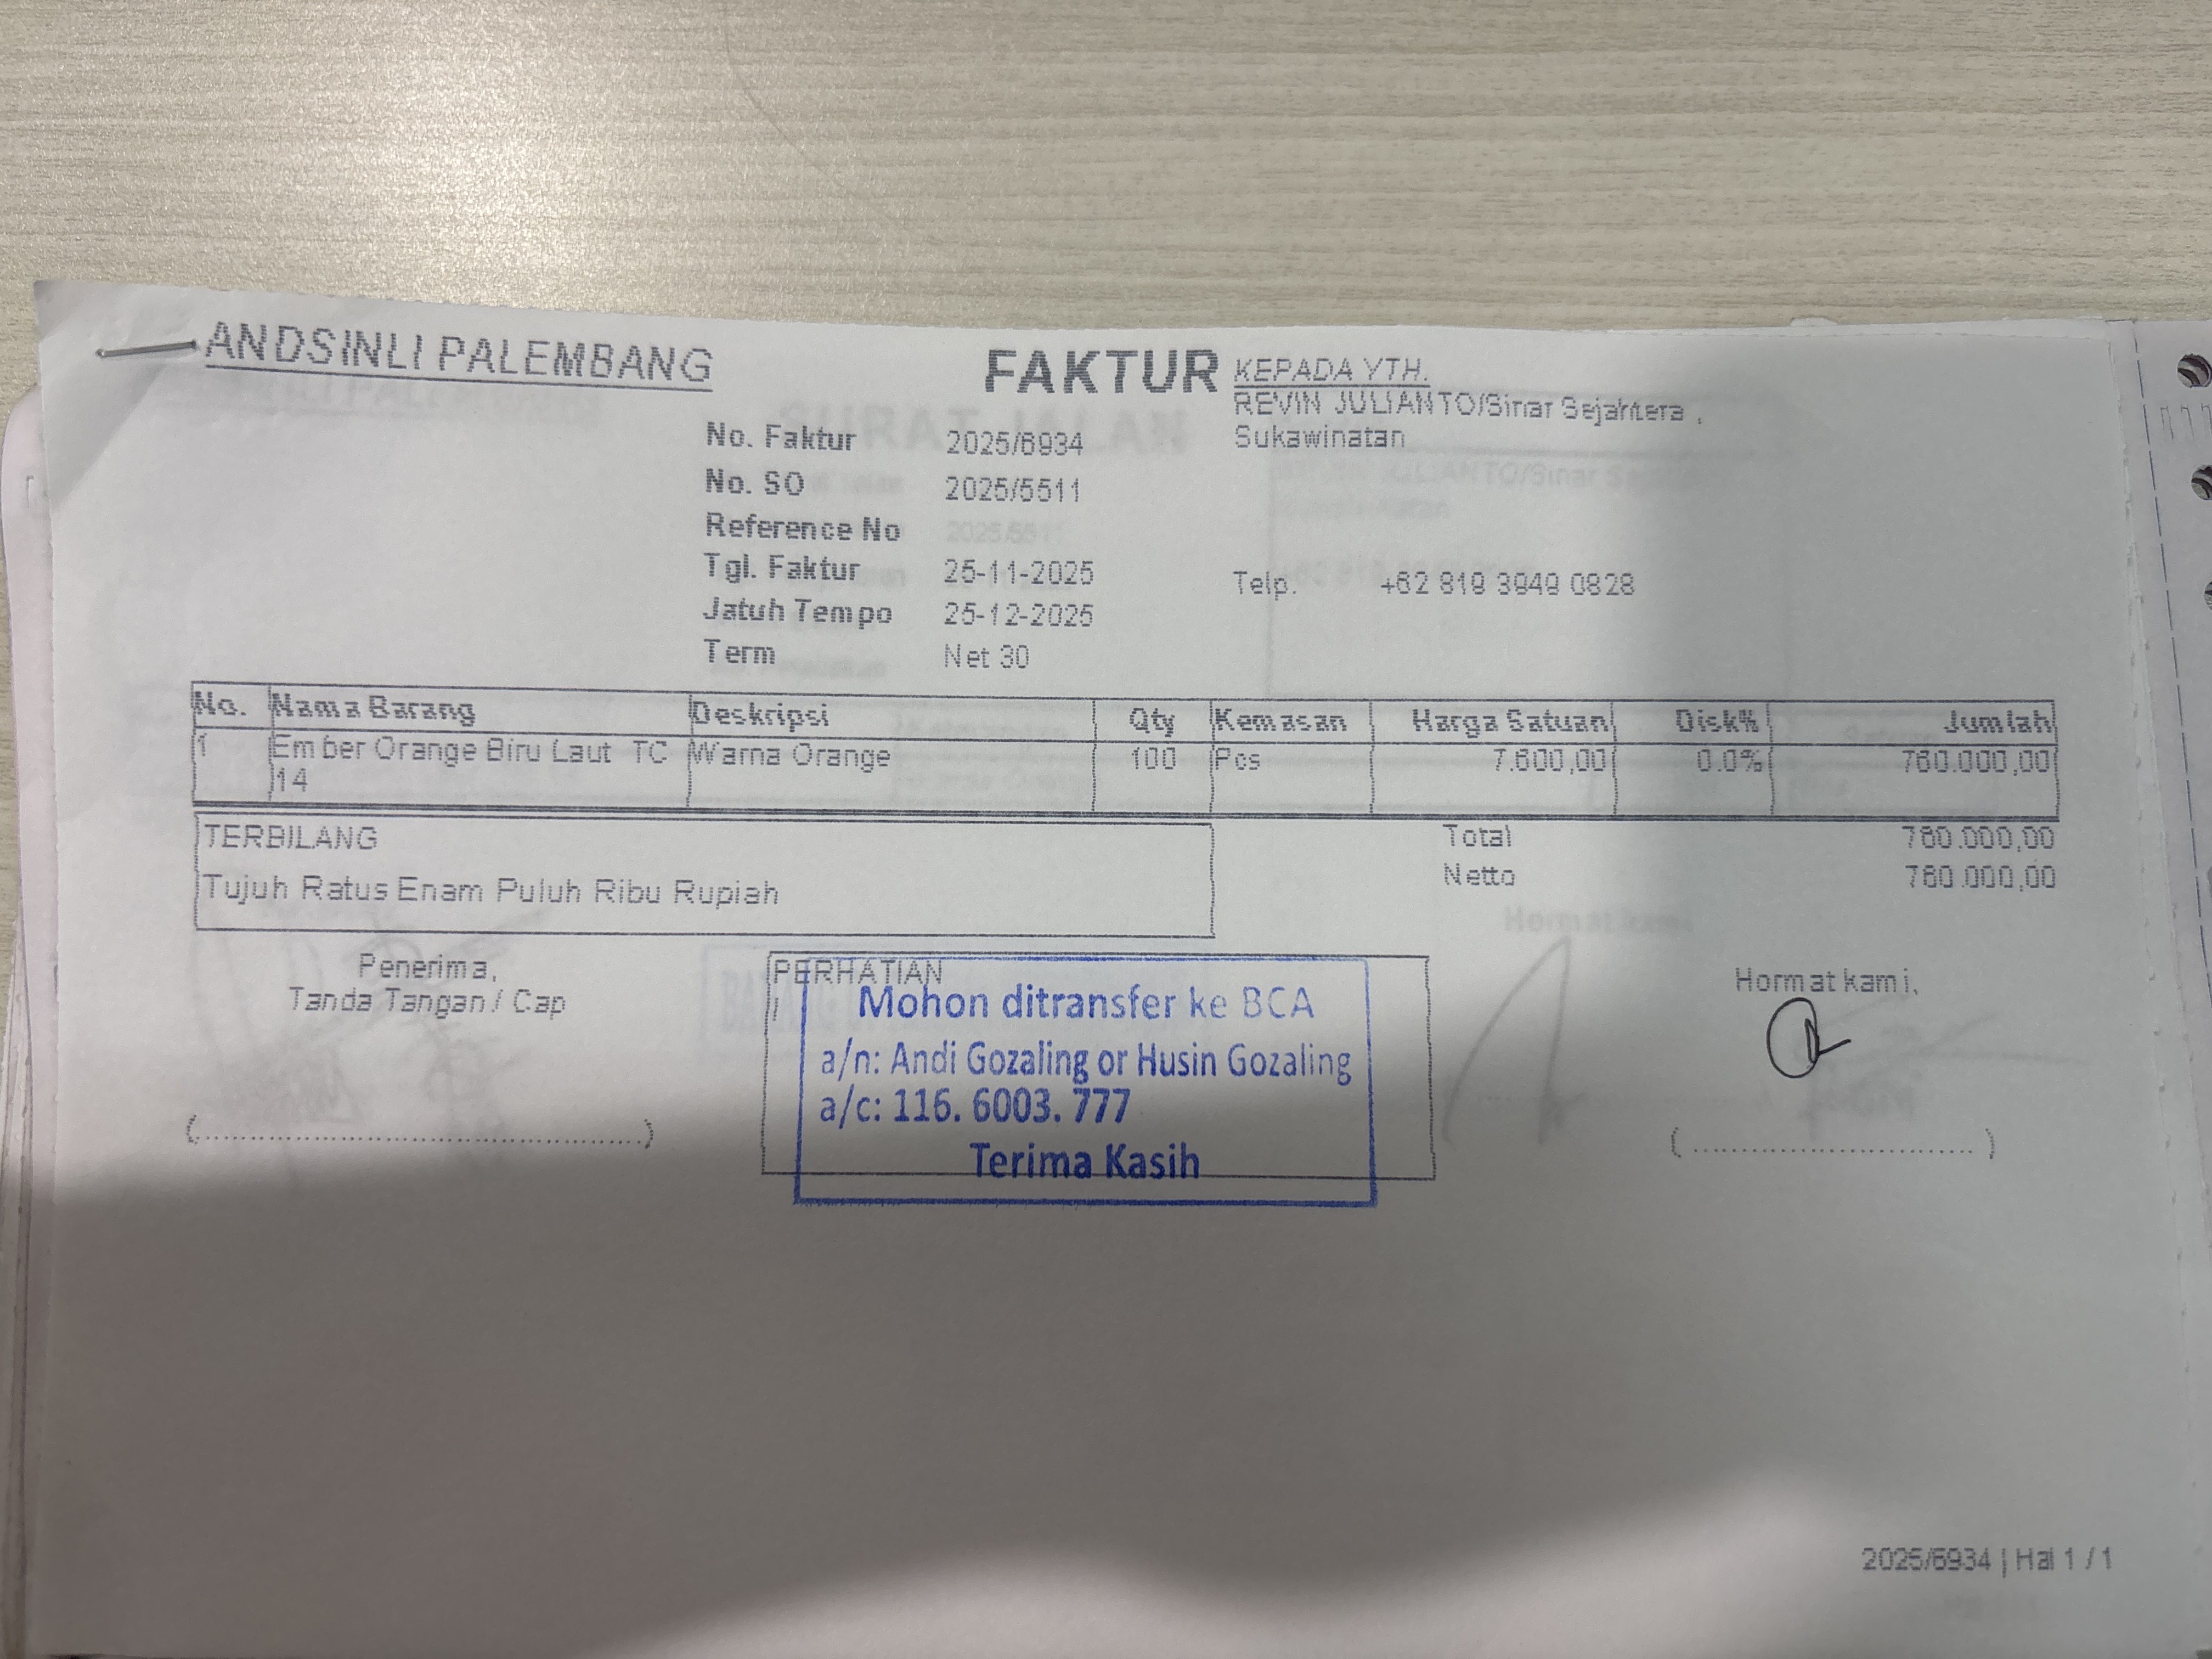 ANDSINLI PALEMBANG
FAKTUR
KEPADA YTH.
REVIN JULIANTO/Sinar Sejahtera ,
Sukawinatan
No. Faktur 2025/6934
No. SO 2025/5511
Reference No
Tgl. Faktur 25-11-2025
Telp. +62 819 3949 0828
Jatuh Tempo 25-12-2025
Term Net 30
No. Nama Barang Deskripsi Qty Kemasan Harga Satuan Disk% Jumlah
1 Ember Orange Biru Laut TC Warna Orange 100 Pcs 7.600,00 0.0% 760.000,00
14
TERBILANG
Tujuh Ratus Enam Puluh Ribu Rupiah
Total 760.000,00
Netto 760.000,00
Penerima,
Tanda Tangan / Cap
(............................................)
PERHATIAN
Mohon ditransfer ke BCA
a/n: Andi Gozaling or Husin Gozaling
a/c: 116. 6003. 777
Terima Kasih
Hormat kami,
(............................)
2025/6934 | Hal 1 / 1